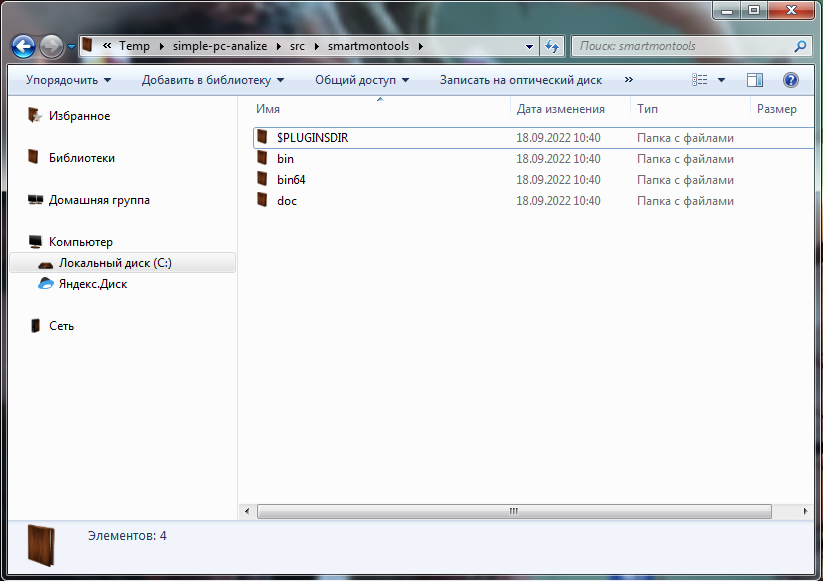 « Temp simple-pc-analize src smartmontools
Поиск: smartmontools
Упорядочить Добавить в библиотеку Общий доступ Записать на оптический диск »
Избранное
Библиотеки
Домашняя группа
Компьютер
Локальный диск (C:)
Яндекс.Диск
Сеть
Имя Дата изменения Тип Размер
$PLUGINSDIR 18.09.2022 10:40 Папка с файлами
bin 18.09.2022 10:40 Папка с файлами
bin64 18.09.2022 10:40 Папка с файлами
doc 18.09.2022 10:40 Папка с файлами
Элементов: 4